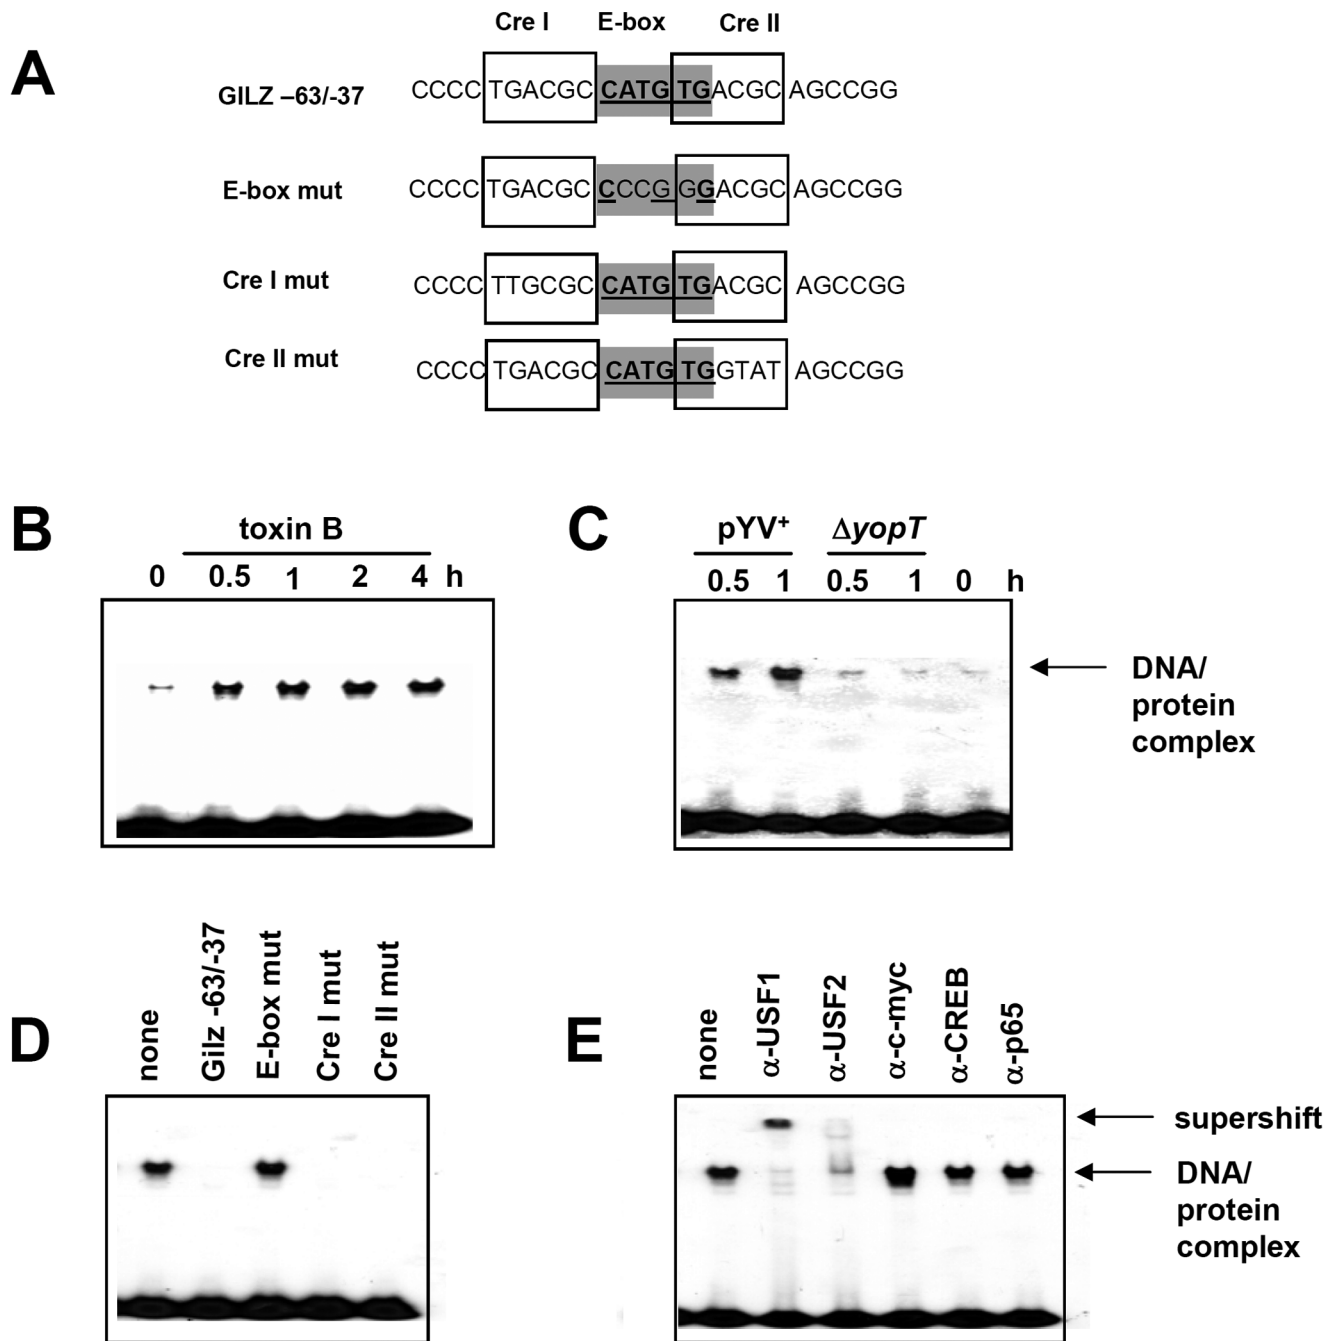 A
Cre I E-box Cre II
GILZ –63/-37 CCCC TGACGC CATG TG ACGC AGCCGG
E-box mut CCCC TGACGC CCCG GG ACGC AGCCGG
Cre I mut CCCC TTGCGC CATG TG ACGC AGCCGG
Cre II mut CCCC TGACGC CATG TG GTAT AGCCGG
B
toxin B
0 0.5 1 2 4 h
C
pYV+ ΔyopT
0.5 1 0.5 1 0 h
DNA/
protein
complex
D
none
Gilz -63/-37
E-box mut
Cre I mut
Cre II mut
E
none
α-USF1
α-USF2
α-c-myc
α-CREB
α-p65
supershift
DNA/
protein
complex